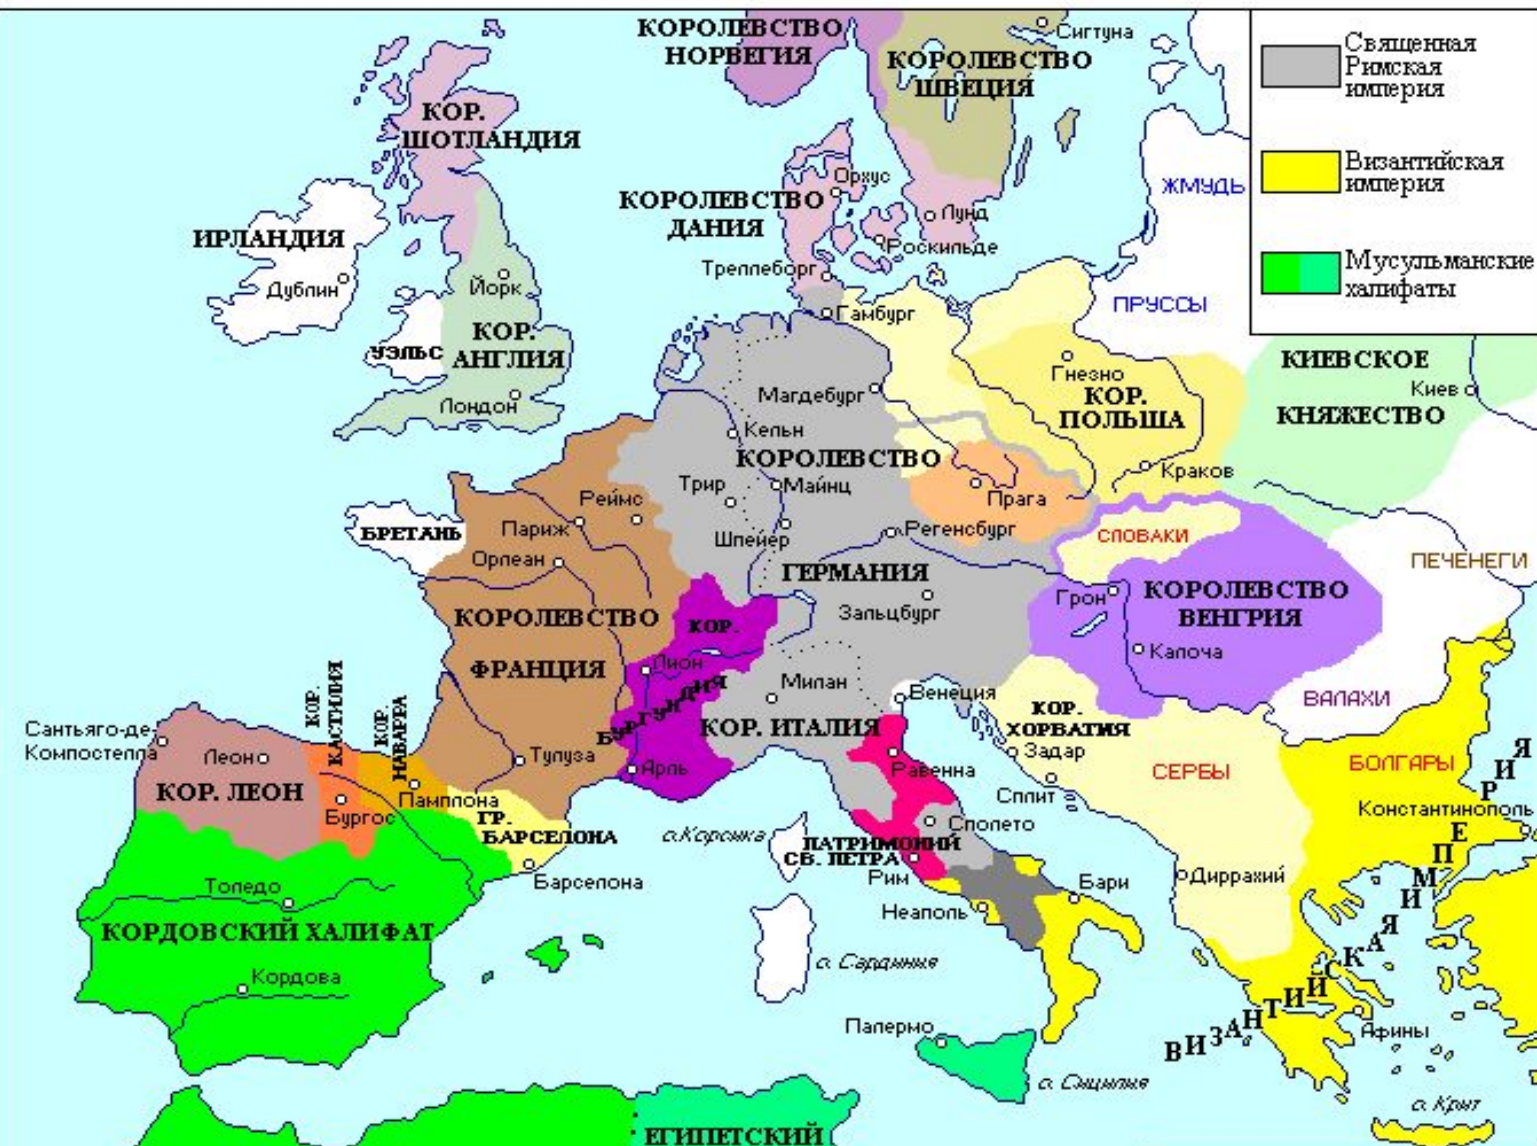 КОРОЛЕВСТВО
НОРВЕГИЯ
Сигтуна
КОРОЛЕВСТВО
ШВЕЦИЯ
Священная
Римская
империя
Византийская
империя
Мусульманские
халифаты
КОР.
ШОТЛАНДИЯ
Орхус
ЖМУДЬ
КОРОЛЕВСТВО
ДАНИЯ
Лунд
Роскильде
ИРЛАНДИЯ
Дублин
Треллеборг
Йорк
Гамбург
ПРУССЫ
КОР.
АНГЛИЯ
УЭЛЬС
Лондон
Гнезно
КОР.
ПОЛЬША
Краков
КИЕВСКОЕ
Киев
КНЯЖЕСТВО
Магдебург
Кельн
КОРОЛЕВСТВО
Трир
Майнц
Прага
Реймс
Париж
Шпейер
Регенсбург
БРЕТАНЬ
Орлеан
СЛОВАКИ
ПЕЧЕНЕГИ
ГЕРМАНИЯ
Зальцбург
Грон
КОРОЛЕВСТВО
ВЕНГРИЯ
Калоча
КОРОЛЕВСТВО
ФРАНЦИЯ
КОР.
БУРГУНДИЯ
Лион
Милан
Венеция
ВАЛАХИ
КОР. ИТАЛИЯ
КОР.
ХОРВАТИЯ
Задар
СЕРБЫ
БОЛГАРЫ
Сплит
Константинополь
КОР.
КАСТИЛИЯ
КОР.
НАВАРРА
Сантьяго-де-
Компостелла
Леон
КОР. ЛЕОН
Тулуза
Арль
Равенна
Памплона
Бургос
ГР.
БАРСЕЛОНА
о.Корсика
Сполето
ПАТРИМОНИЙ
СВ. ПЕТРА
Рим
Барселона
Толедо
Бари
Неаполь
Диррахий
КОРДОВСКИЙ ХАЛИФАТ
Кордова
о. Сардиния
ВИЗАНТИЙСКАЯ ИМПЕРИЯ
Палермо
Афины
о. Сицилия
о. Крит
ЕГИПЕТСКИЙ